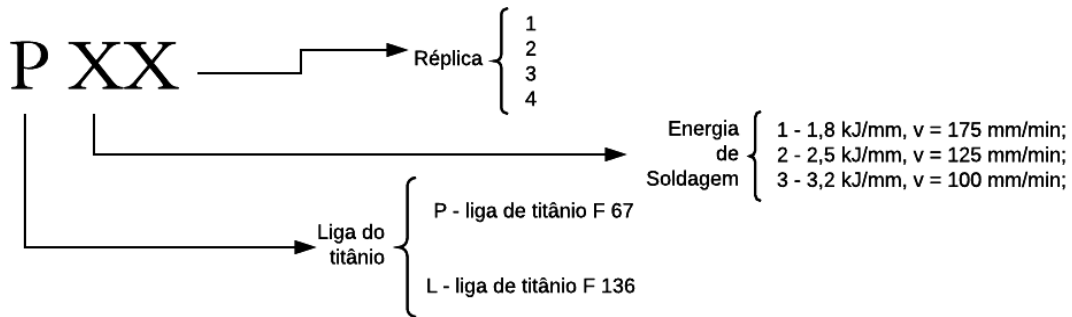 P XX
Réplica
1
2
3
4
Energia
de
Soldagem
1 - 1,8 kJ/mm, v = 175 mm/min;
2 - 2,5 kJ/mm, v = 125 mm/min;
3 - 3,2 kJ/mm, v = 100 mm/min;
Liga do
titânio
P - liga de titânio F 67
L - liga de titânio F 136